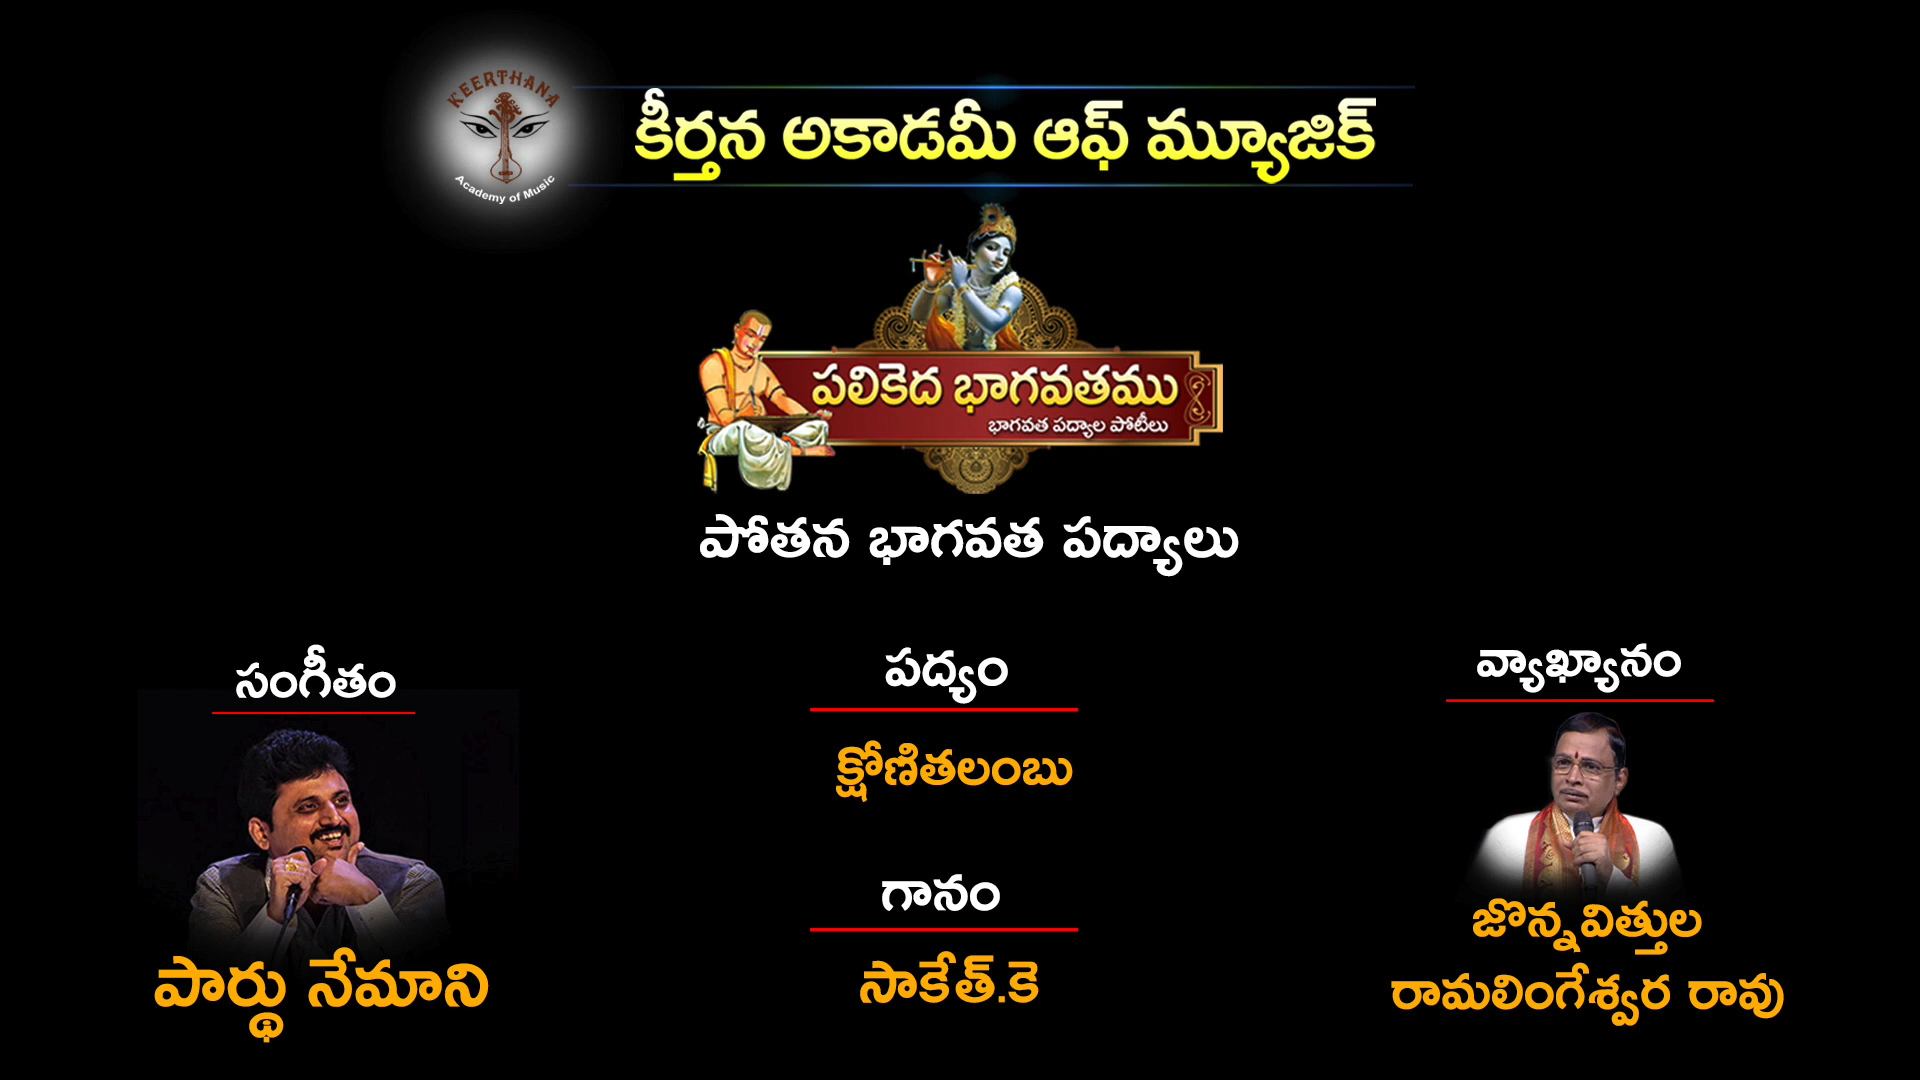 KEERTHANA
Academy of Music
కీర్తన అకాడమీ ఆఫ్ మ్యూజిక్
పలికెద భాగవతము
భాగవత పద్యాల పోటీలు
పోతన భాగవత పద్యాలు
సంగీతం
పార్థు నేమాని
పద్యం
క్షోణితలంబు
గానం
సాకేత్.కె
వ్యాఖ్యానం
జొన్నవిత్తుల
రామలింగేశ్వర రావు